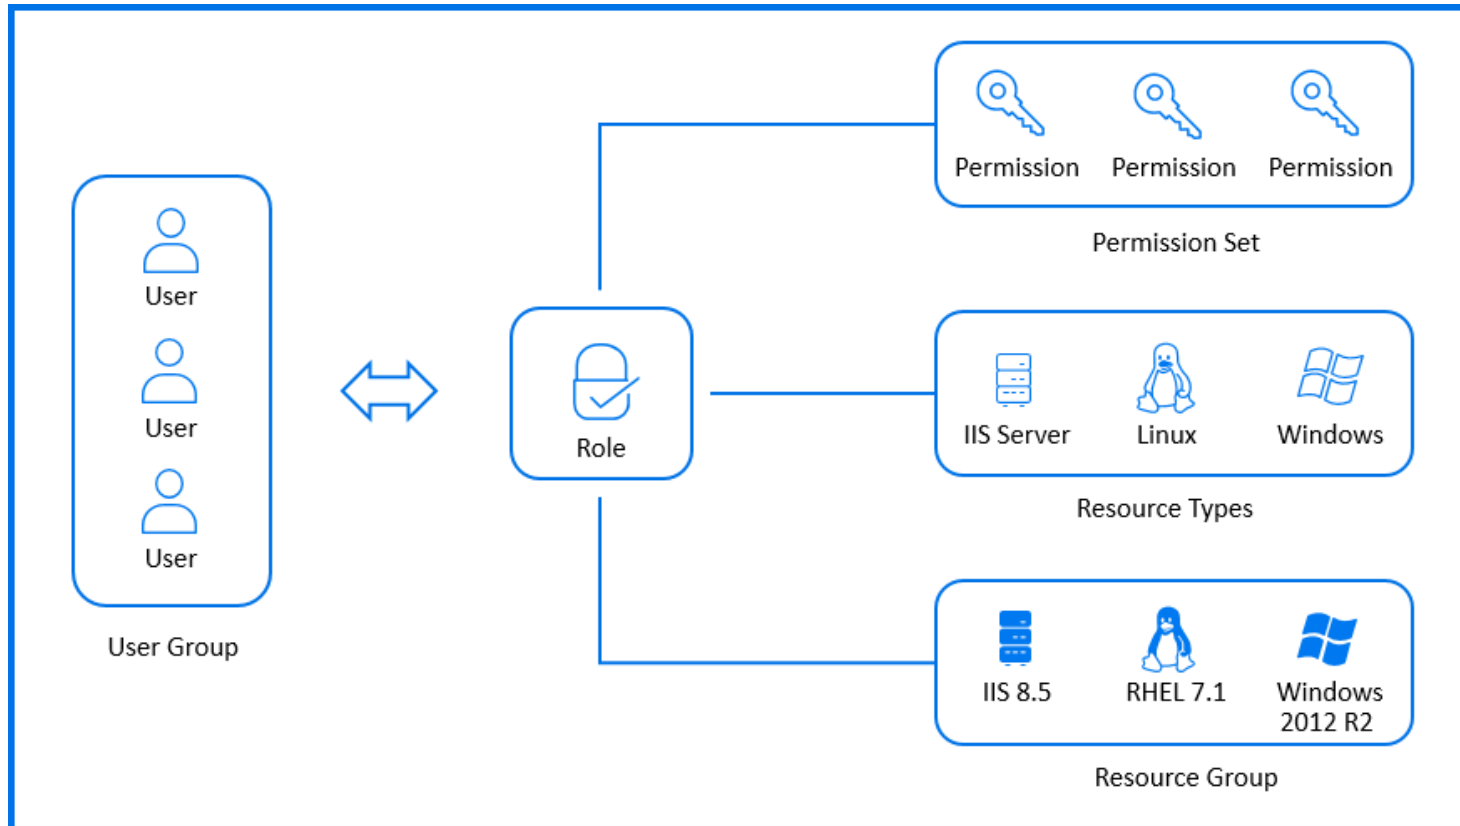 User
User
User
User Group
Role
Permission
Permission
Permission
Permission Set
IIS Server
Linux
Windows
Resource Types
IIS 8.5
RHEL 7.1
Windows
2012 R2
Resource Group